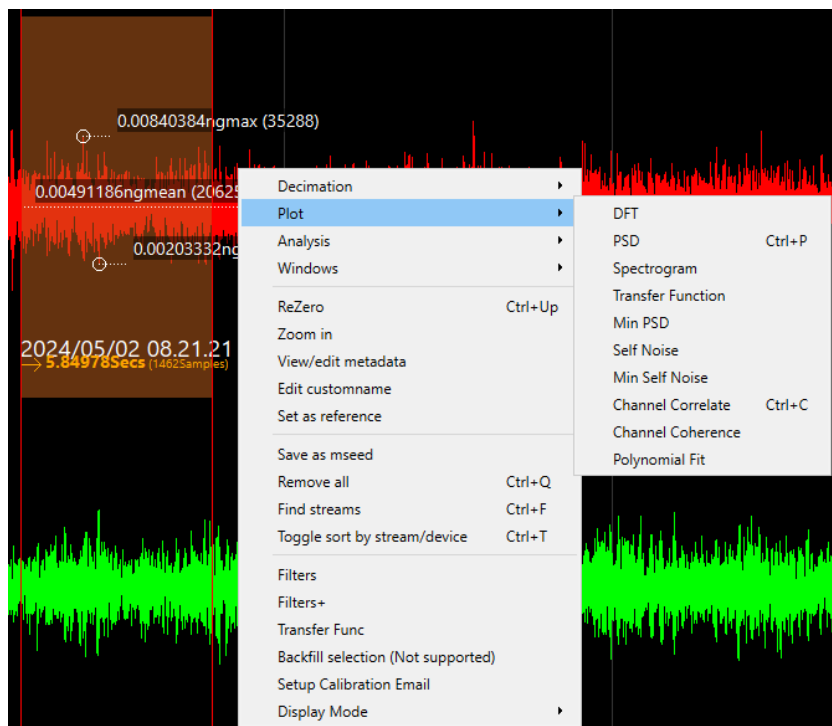 0.00840384ngmax (35288)
0.00491186ngmean (20625
0.00203332ng
2024/05/02 08.21.21
5.84978Secs (1462Samples)
Decimation
Plot
Analysis
Windows
ReZero Ctrl+Up
Zoom in
View/edit metadata
Edit customname
Set as reference
Save as mseed
Remove all Ctrl+Q
Find streams Ctrl+F
Toggle sort by stream/device Ctrl+T
Filters
Filters+
Transfer Func
Backfill selection (Not supported)
Setup Calibration Email
Display Mode
DFT
PSD Ctrl+P
Spectrogram
Transfer Function
Min PSD
Self Noise
Min Self Noise
Channel Correlate Ctrl+C
Channel Coherence
Polynomial Fit